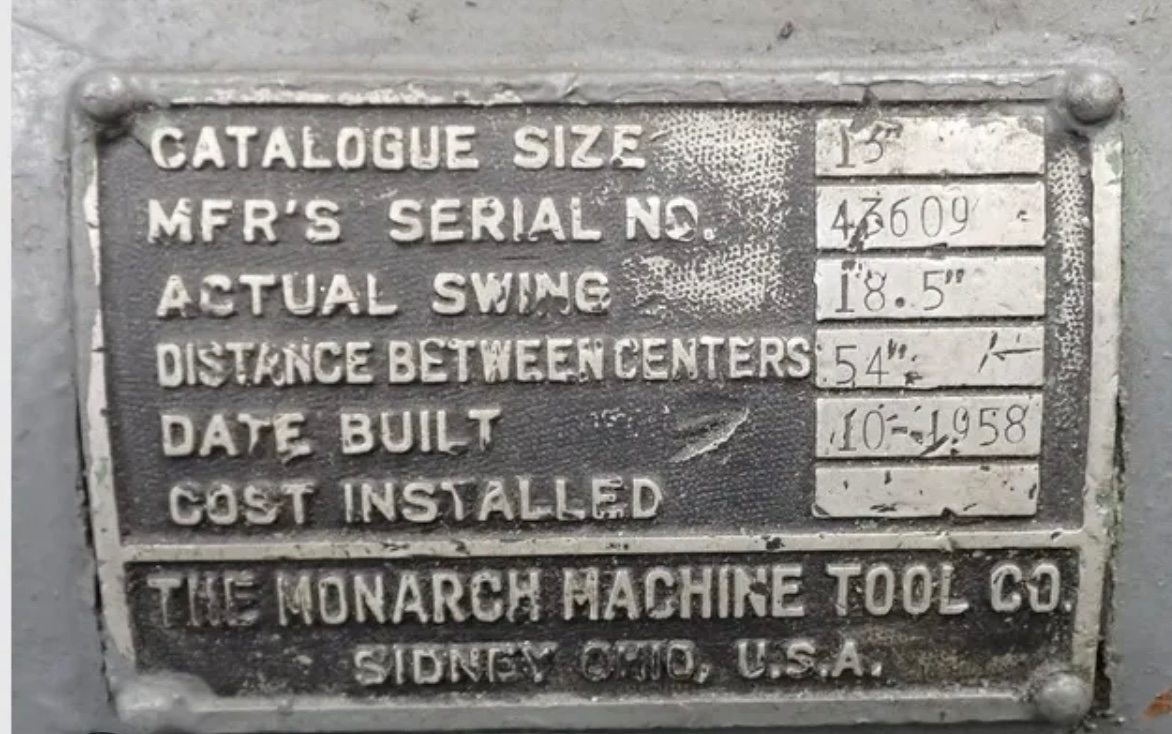 CATALOGUE SIZE 13"
MFR'S SERIAL NO. 43609
ACTUAL SWING 18.5"
DISTANCE BETWEEN CENTERS 54"
DATE BUILT 10-1958
COST INSTALLED
THE MONARCH MACHINE TOOL CO.
SIDNEY OHIO, U.S.A.